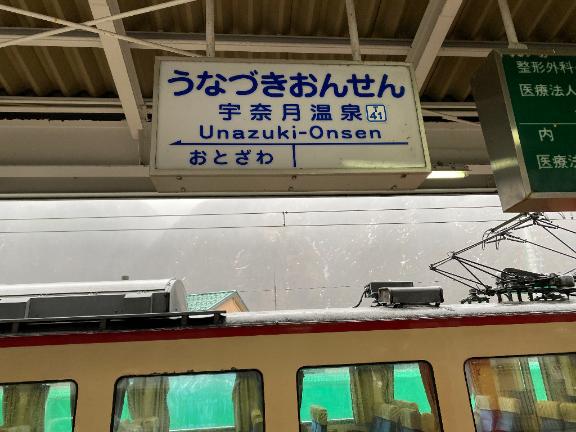 うなづきおんせん
宇奈月温泉
T
41
Unazuki-Onsen
おとざわ
整形外科
医療法人
内
医療法